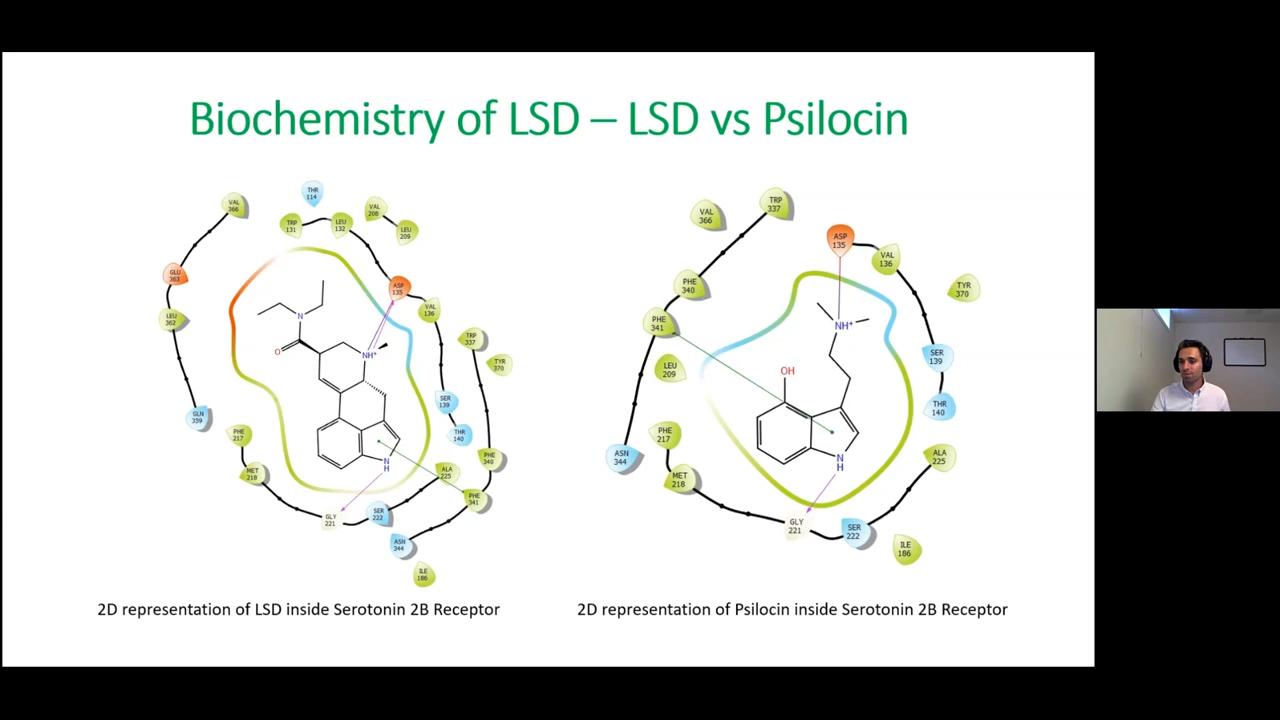 Biochemistry of LSD – LSD vs Psilocin
THR
114
VAL
366
TRP
131
LEU
132
VAL
208
LEU
209
GLU
363
ASP
135
LEU
362
VAL
136
TRP
337
TYR
370
N
O
NH+
GLN
359
SER
139
THR
140
PHE
217
MET
218
N
H
ALA
225
PHE
340
PHE
341
GLY
221
SER
222
ASN
344
ILE
186
2D representation of LSD inside Serotonin 2B Receptor
VAL
366
TRP
337
ASP
135
VAL
136
PHE
340
TYR
370
PHE
341
NH+
LEU
209
OH
SER
139
THR
140
PHE
217
ASN
344
MET
218
N
H
ALA
225
GLY
221
SER
222
ILE
186
2D representation of Psilocin inside Serotonin 2B Receptor